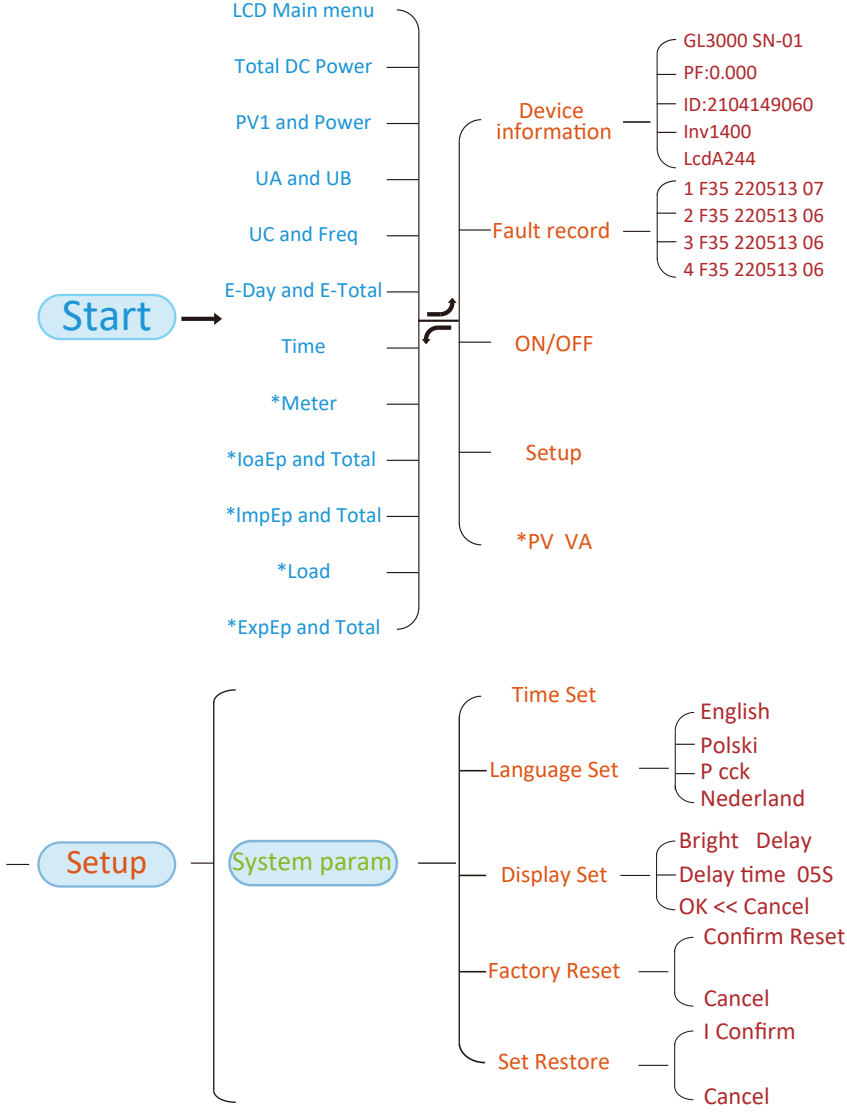 LCD Main menu
Total DC Power
PV1 and Power
UA and UB
UC and Freq
E-Day and E-Total
Start
Time
*Meter
*IoaEp and Total
*ImpEp and Total
*Load
*ExpEp and Total
Device
information
GL3000 SN-01
PF:0.000
ID:2104149060
Inv1400
LcdA244
Fault record
1 F35 220513 07
2 F35 220513 06
3 F35 220513 06
4 F35 220513 06
ON/OFF
Setup
*PV VA
Setup
System param
Time Set
Language Set
English
Polski
P cck
Nederland
Display Set
Bright Delay
Delay time 05S
OK << Cancel
Factory Reset
Confirm Reset
Cancel
Set Restore
I Confirm
Cancel